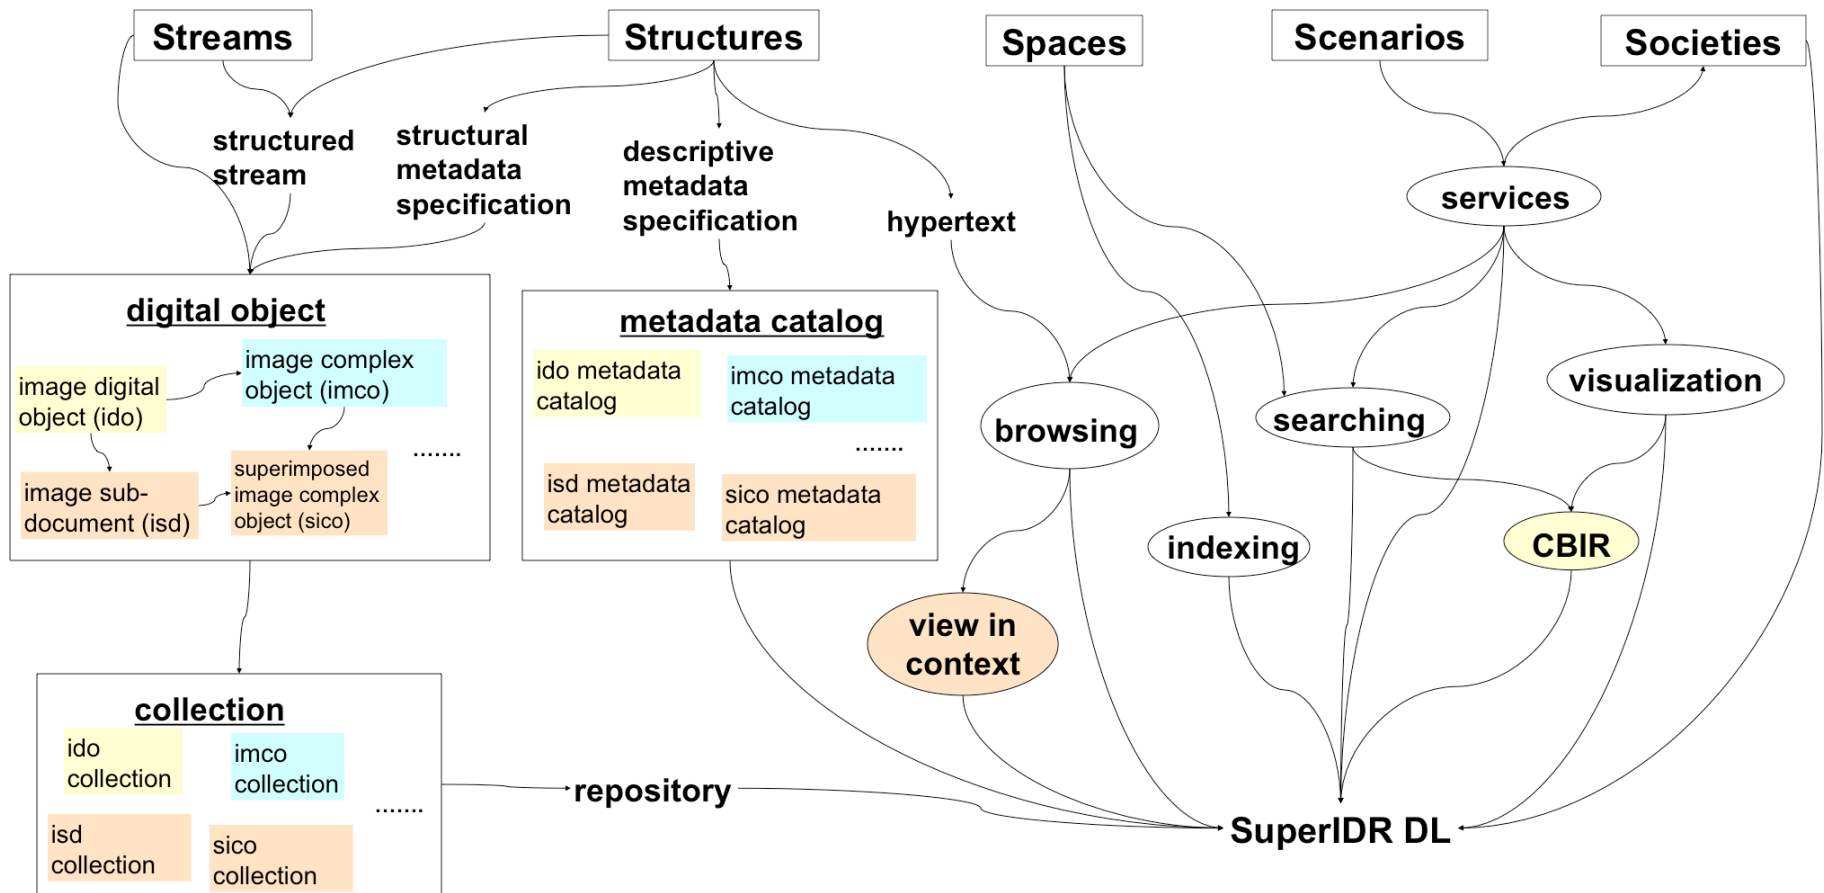 Streams
Structures
Spaces
Scenarios
Societies
structured
stream
structural
metadata
specification
descriptive
metadata
specification
hypertext
services
digital object
image digital
object (ido)
image complex
object (imco)
image sub-
document (isd)
superimposed
image complex
object (sico)
.......
metadata catalog
ido metadata
catalog
imco metadata
catalog
.......
isd metadata
catalog
sico metadata
catalog
browsing
searching
visualization
indexing
CBIR
view in
context
collection
ido
collection
imco
collection
.......
isd
collection
sico
collection
repository
SuperIDR DL